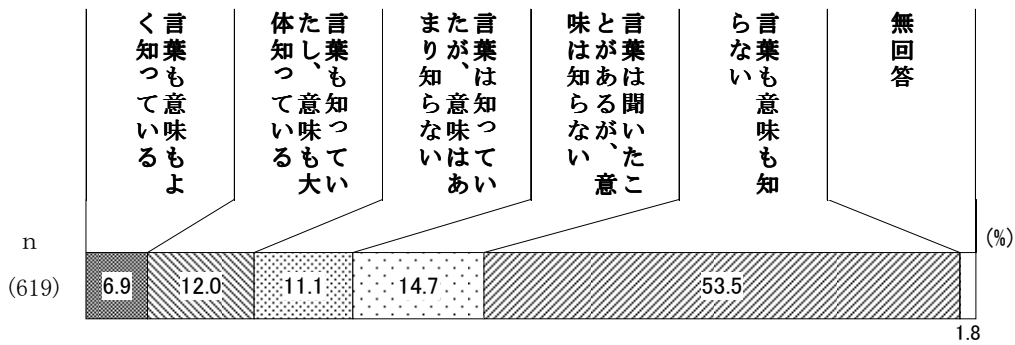 言葉も意味もよ
く知っている
言葉も知ってい
たし、意味も大
体知っている
言葉は知ってい
たが、意味はあ
まり知らない
言葉は聞いたこ
とがあるが、意
味は知らない
言葉も意味も知
らない
無回答
n
(%)
(619)
6.9
12.0
11.1
14.7
53.5
1.8